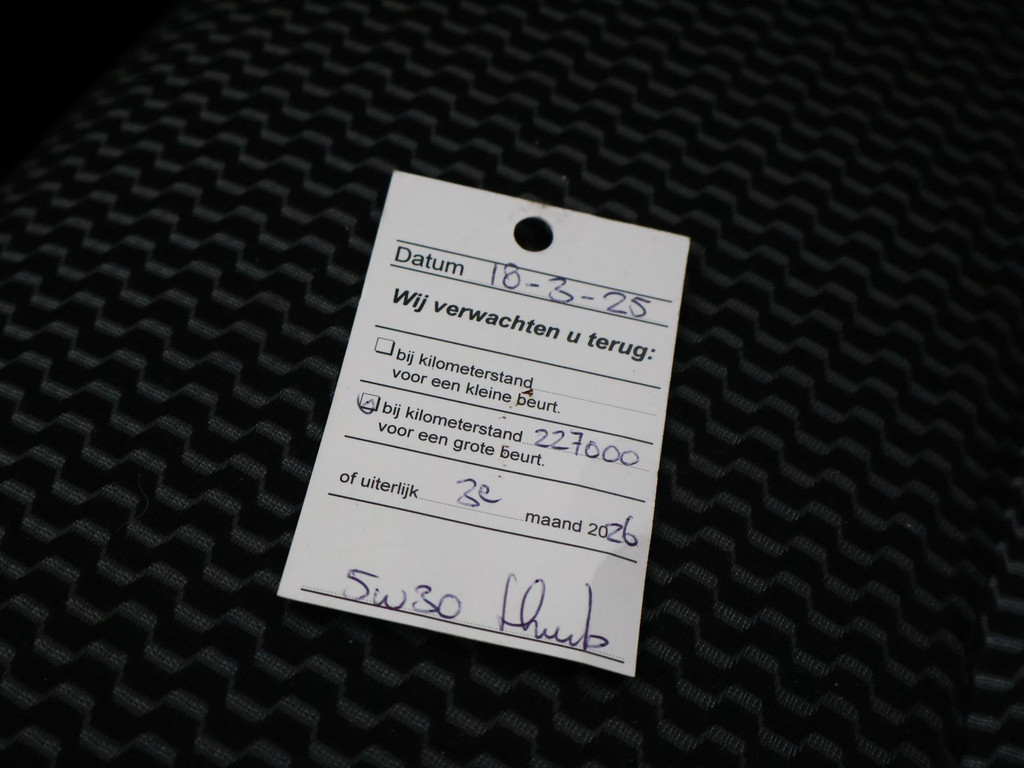 Datum 18-3-25
Wij verwachten u terug:
bij kilometerstand
voor een kleine beurt.
bij kilometerstand 227000
voor een grote beurt.
of uiterlijk 3e maand 2026
5w30